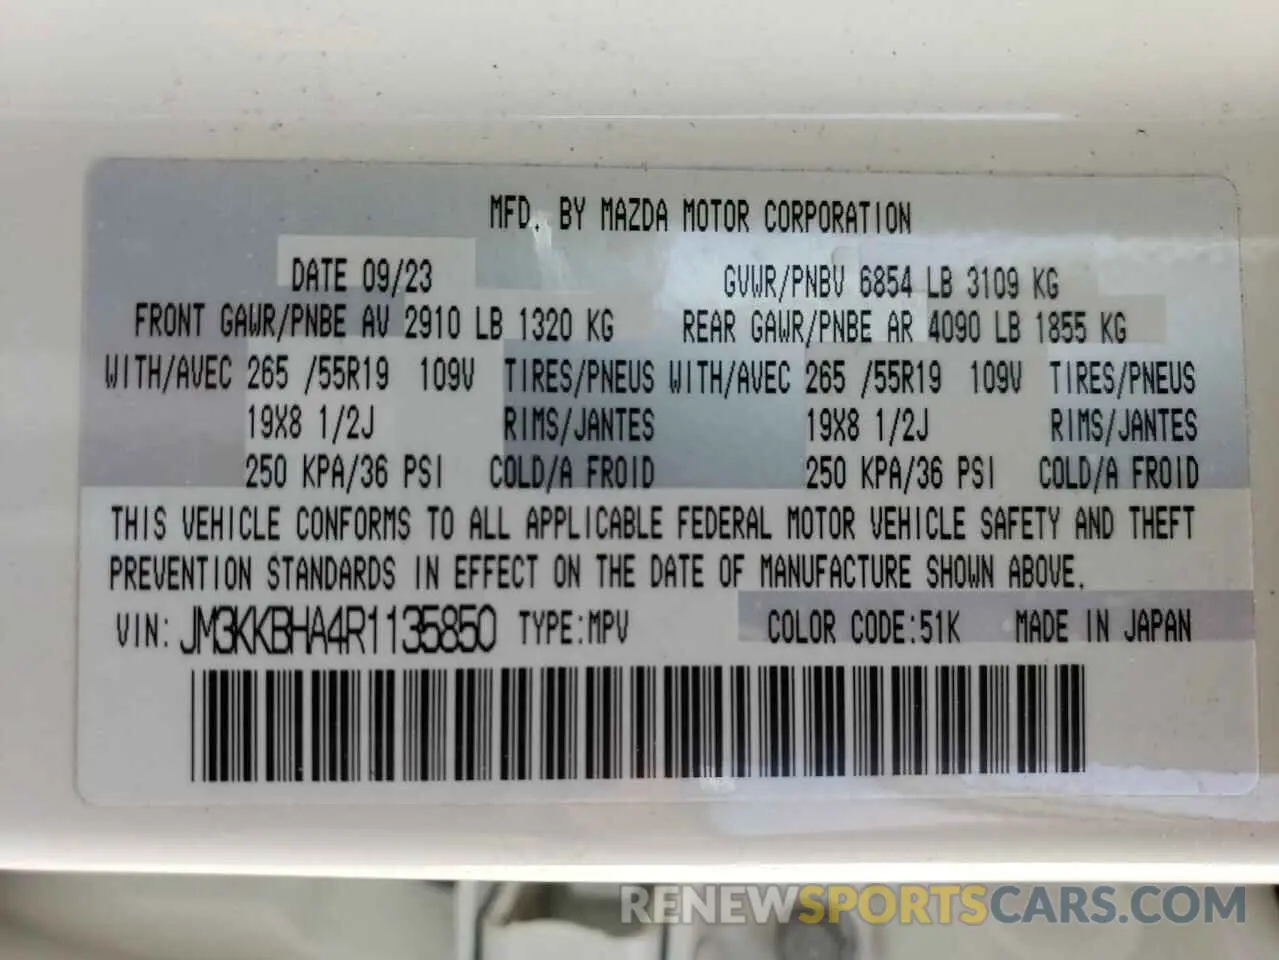 MFD. BY MAZDA MOTOR CORPORATION
DATE 09/23 GVWR/PNBV 6854 LB 3109 KG
FRONT GAWR/PNBE AV 2910 LB 1320 KG REAR GAWR/PNBE AR 4090 LB 1855 KG
WITH/AVEC 265 /55R19 109V TIRES/PNEUS WITH/AVEC 265 /55R19 109V TIRES/PNEUS
19X8 1/2J RIMS/JANTES 19X8 1/2J RIMS/JANTES
250 KPA/36 PSI COLD/A FROID 250 KPA/36 PSI COLD/A FROID
THIS VEHICLE CONFORMS TO ALL APPLICABLE FEDERAL MOTOR VEHICLE SAFETY AND THEFT
PREVENTION STANDARDS IN EFFECT ON THE DATE OF MANUFACTURE SHOWN ABOVE.
VIN: JM3KKBHA4R1135850 TYPE:MPV COLOR CODE:51K MADE IN JAPAN
RENEWSPORTSCARS.COM